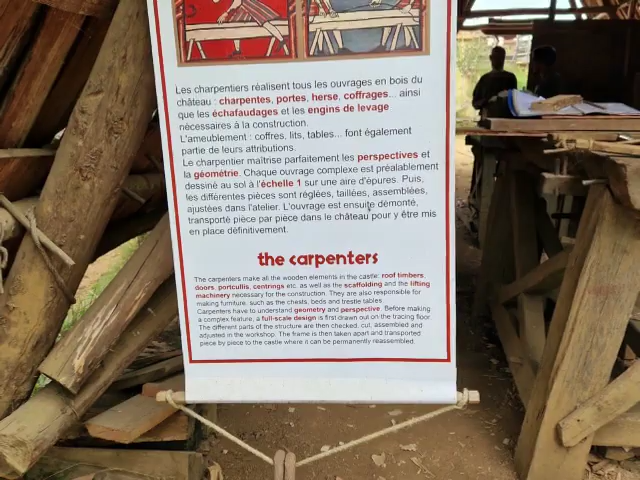 Les charpentiers réalisent tous les ouvrages en bois du
château : charpentes, portes, herse, coffrages... ainsi
que les échafaudages et les engins de levage
nécessaires à la construction.
L'ameublement : coffres, lits, tables... font également
partie de leurs attributions.
Le charpentier maîtrise parfaitement les perspectives et
la géométrie. Chaque ouvrage complexe est préalablement
dessiné au sol à l'échelle 1 sur une aire d'épures. Puis,
les différentes pièces sont réglées, taillées, assemblées,
ajustées dans l'atelier. L'ouvrage est ensuite démonté,
transporté pièce par pièce dans le château pour y être mis
en place définitivement.
the carpenters
The carpenters make all the wooden elements in the castle: roof timbers,
doors, portcullis, centrings etc. as well as the scaffolding and the lifting
machinery necessary for the construction. They are also responsible for
making furniture, such as chests, beds and trestle tables.
Carpenters have to understand geometry and perspective. Before making
a complex feature, a full-scale design is first drawn out on the tracing floor.
The different parts of the structure are then checked, cut, assembled and
adjusted in the workshop. The frame is then taken apart and transported
piece by piece to the castle where it can be permanently reassembled.